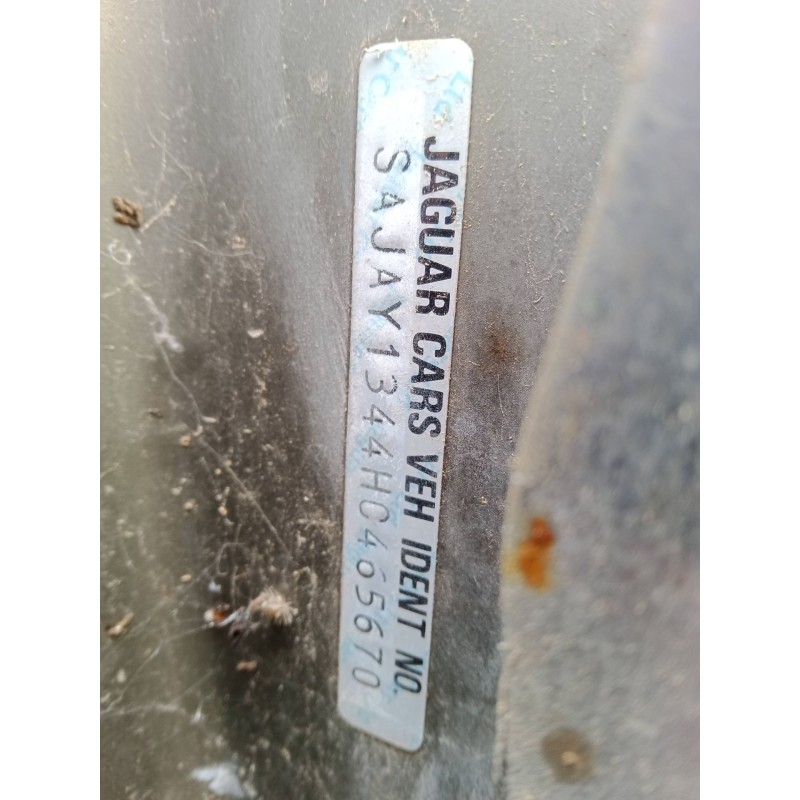 JAGUAR CARS VEH IDENT NO.
SAJAY1344HC465670